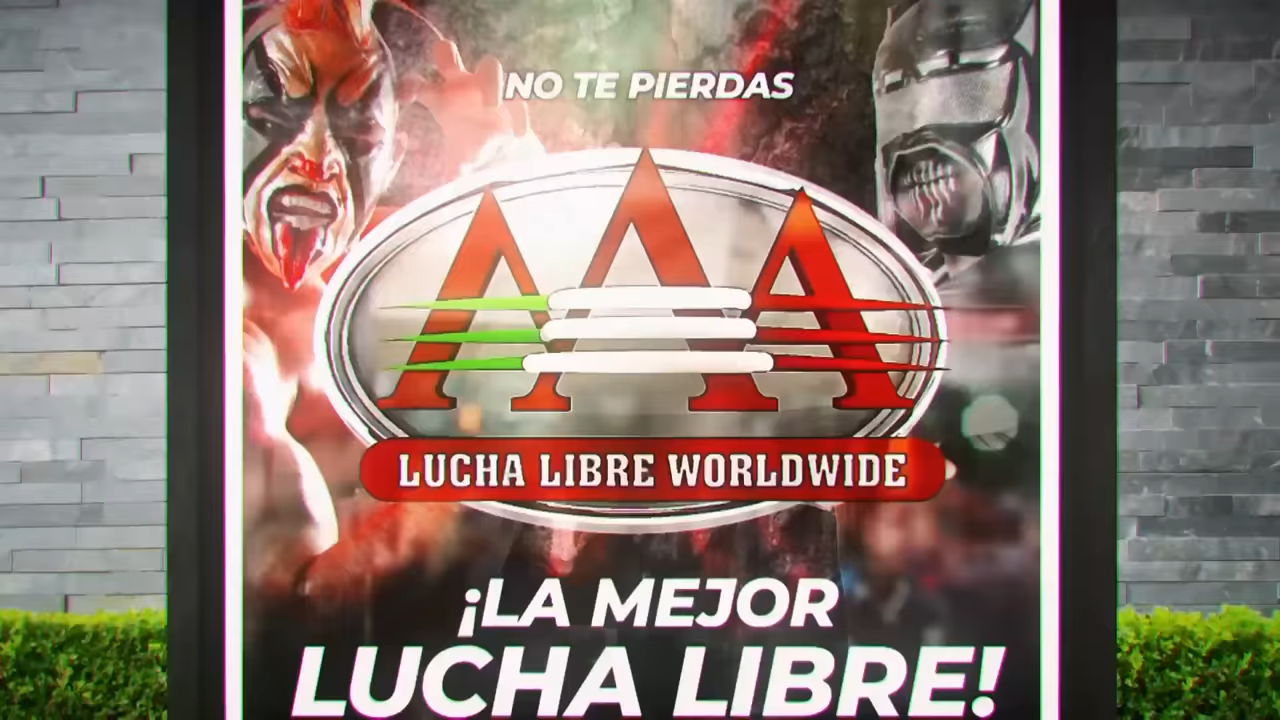 NO TE PIERDAS
AAA
LUCHA LIBRE WORLDWIDE
¡LA MEJOR
LUCHA LIBRE!